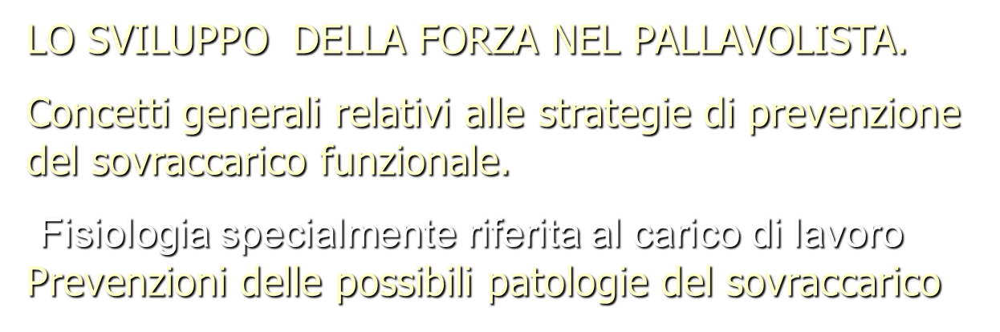 LO SVILUPPO  DELLA FORZA NEL PALLAVOLISTA.
Concetti generali relativi alle strategie di prevenzione
del sovraccarico funzionale.
Fisiologia specialmente riferita al carico di lavoro
Prevenzioni delle possibili patologie del sovraccarico